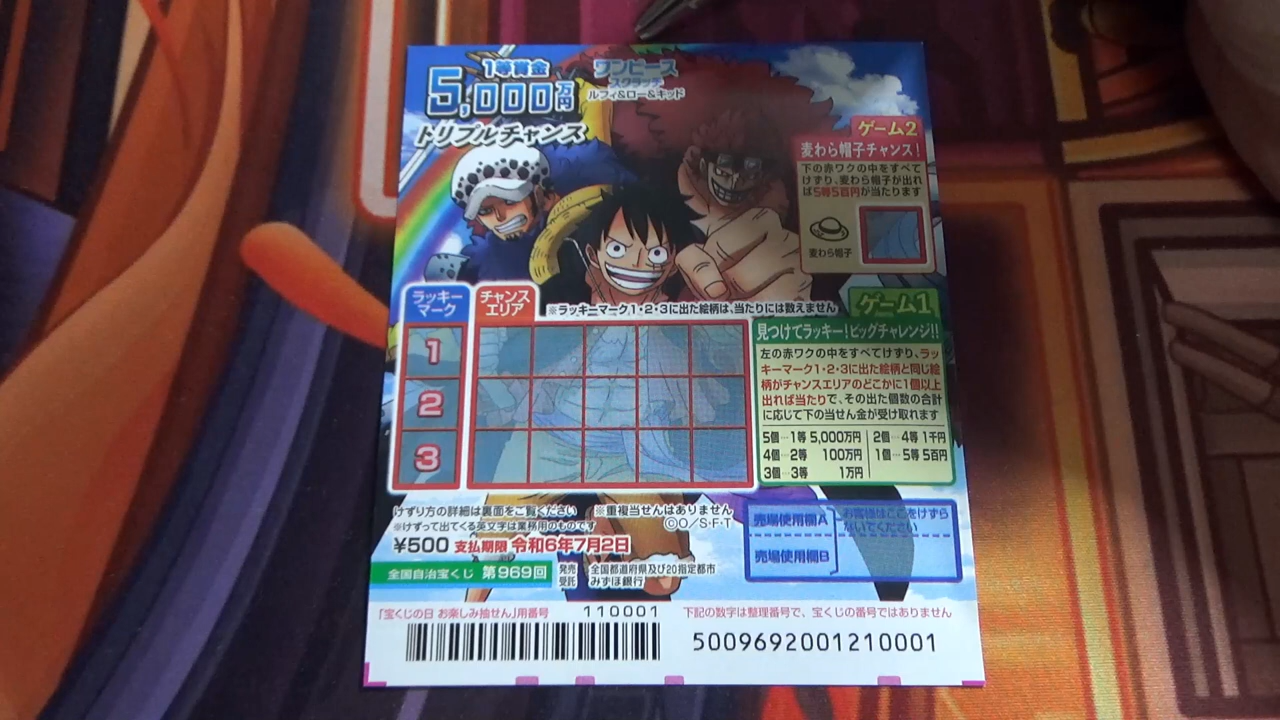 1等賞金
5,000万円
トリプルチャンス
ワンピース
スクラッチ
ルフィ&ロー&キッド
ゲーム2
麦わら帽子チャンス!
下の赤ワクの中をすべて
けずり、麦わら帽子が出れ
ば5等5百円が当たります
麦わら帽子
ラッキー
マーク
チャンス
エリア
※ラッキーマーク1・2・3に出た絵柄は、当たりには数えません
1
2
3
ゲーム1
見つけてラッキー!ビッグチャレンジ!!
左の赤ワクの中をすべてけずり、ラッ
キーマーク1・2・3に出た絵柄と同じ絵
柄がチャンスエリアのどこかに1個以上
出れば当たりで、その出た個数の合計
に応じて下の当せん金が受け取れます
5個…1等 5,000万円 2個…4等 1千円
4個…2等 100万円 1個…5等 5百円
3個…3等 1万円
けずり方の詳細は裏面をご覧ください ※重複当せんはありません
※けずって出てくる英文字は業務用のものです ©O/S・F・T
¥500 支払期限 令和6年7月2日
売場使用欄A お客様はここをけずら
ないでください
売場使用欄B
全国自治宝くじ 第969回
発売 全国都道府県及び20指定都市
受託 みずほ銀行
「宝くじの日 お楽しみ抽せん」用番号 110001
下記の数字は整理番号で、宝くじの番号ではありません
5009692001210001